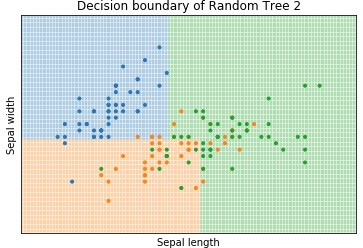 Decision boundary of Random Tree 2
Sepal width
Sepal length